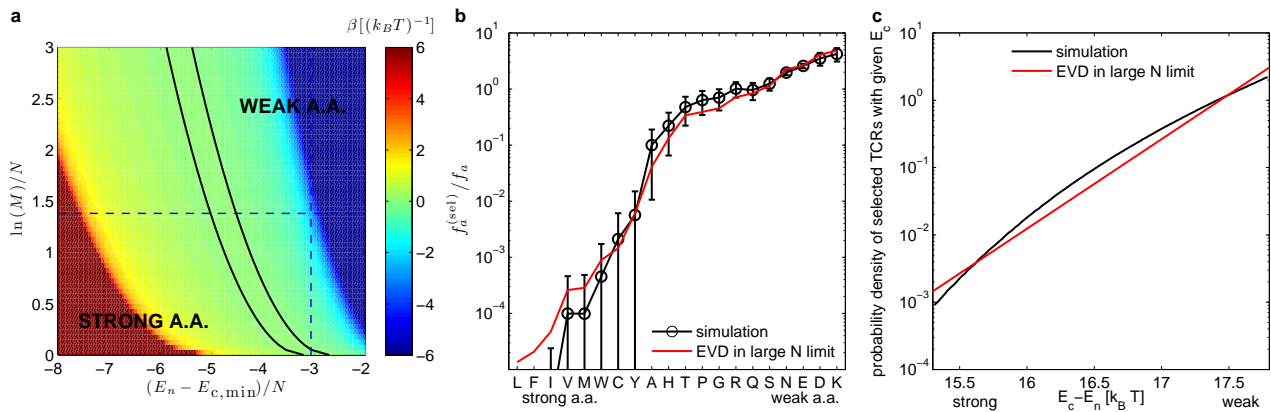 a
β[(k_BT)^{-1}]
3
2.5
2
1.5
1
0.5
0
ln(M)/N
WEAK A.A.
STRONG A.A.
-8 -7 -6 -5 -4 -3 -2
(E_n − E_{c,min})/N
6
4
2
0
−2
−4
−6
b
10^1
10^0
10^{−1}
10^{−2}
10^{−3}
10^{−4}
f_a^{(sel)}/f_a
simulation
EVD in large N limit
L F I V M W C Y A H T P G R Q S N E D K
strong a.a. weak a.a.
c
10^1
10^0
10^{−1}
10^{−2}
10^{−3}
10^{−4}
probability density of selected TCRs with given E_c
simulation
EVD in large N limit
15.5 16 16.5 17 17.5
strong E_c−E_n [k_B T] weak